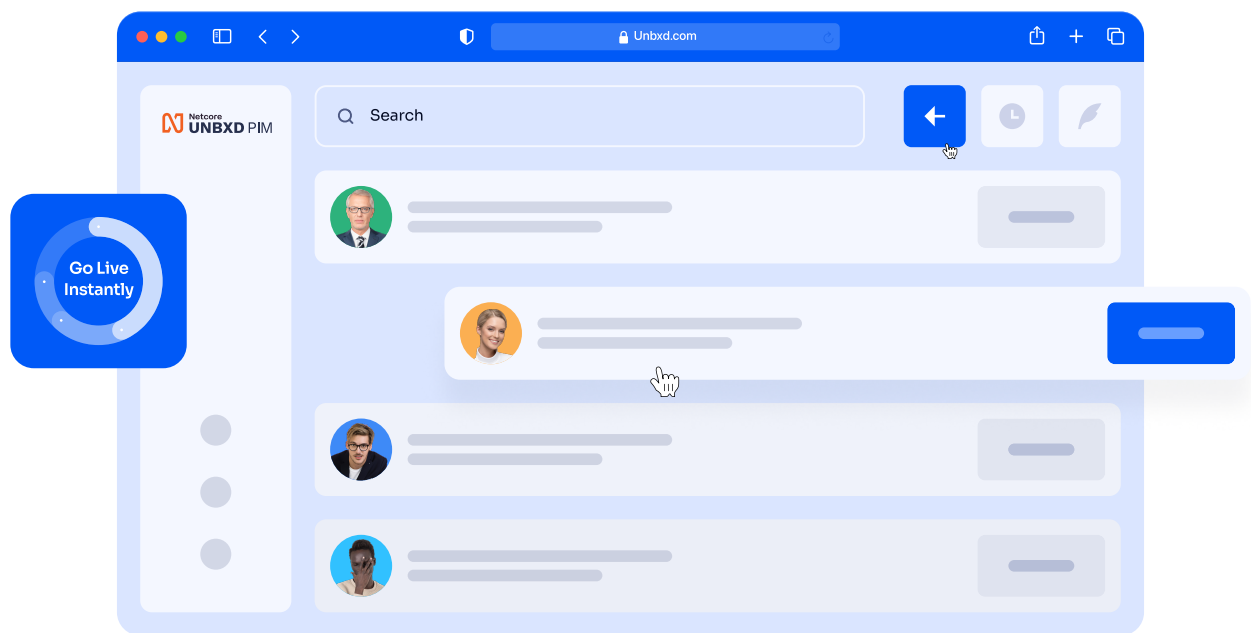 Unbxd.com
Netcore
UNBXD PIM
Search
Go Live
Instantly